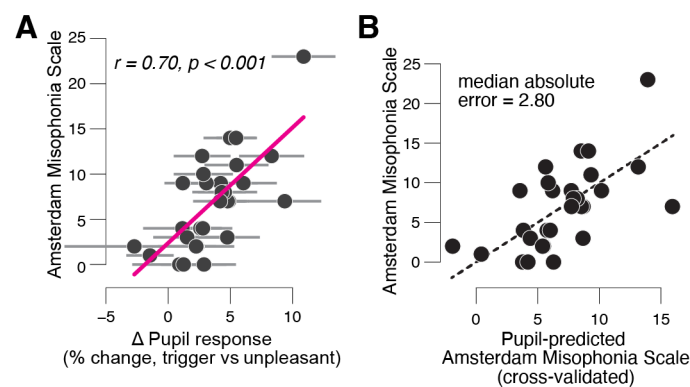 A
Amsterdam Misophonia Scale
25
20
15
10
5
0
r = 0.70, p < 0.001
−5
0
5
10
Δ Pupil response
(% change, trigger vs unpleasant)
B
Amsterdam Misophonia Scale
25
20
15
10
5
0
median absolute
error = 2.80
0
5
10
15
Pupil-predicted
Amsterdam Misophonia Scale
(cross-validated)